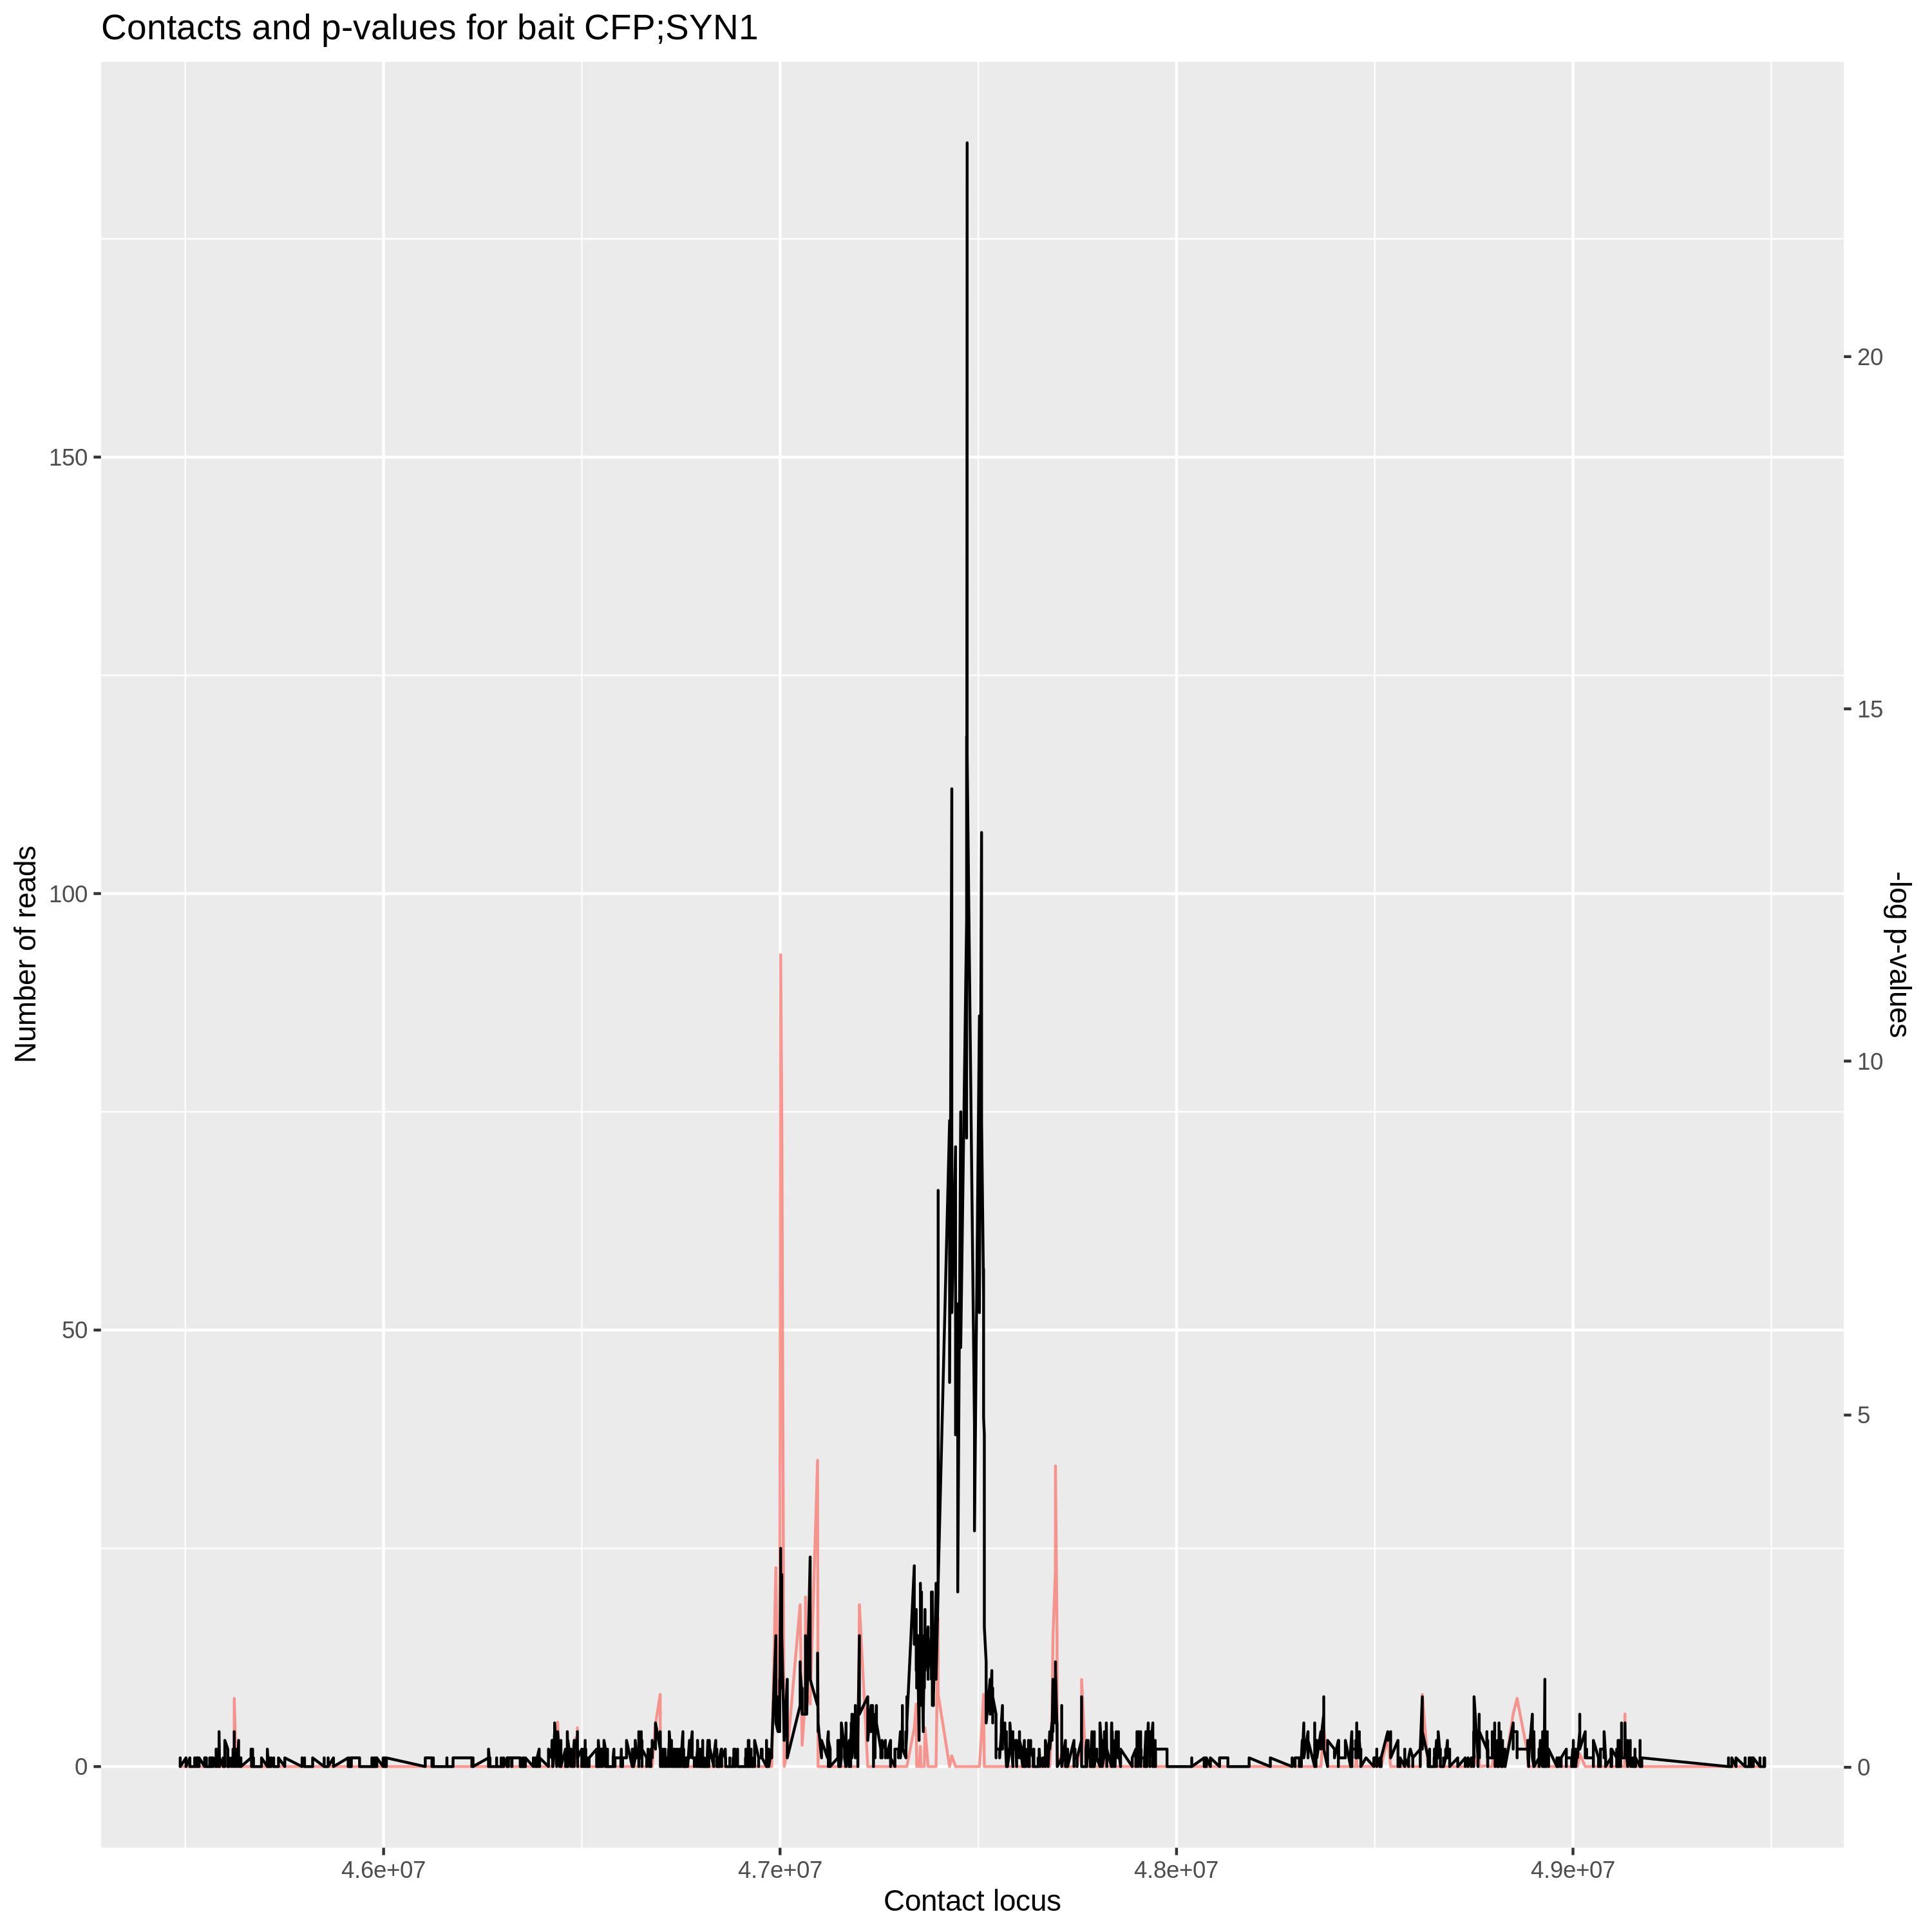 Contacts and p-values for bait CFP;SYN1
Number of reads
150
100
50
0
20
15
10
5
0
-log p-values
4.6e+07 4.7e+07 4.8e+07 4.9e+07
Contact locus